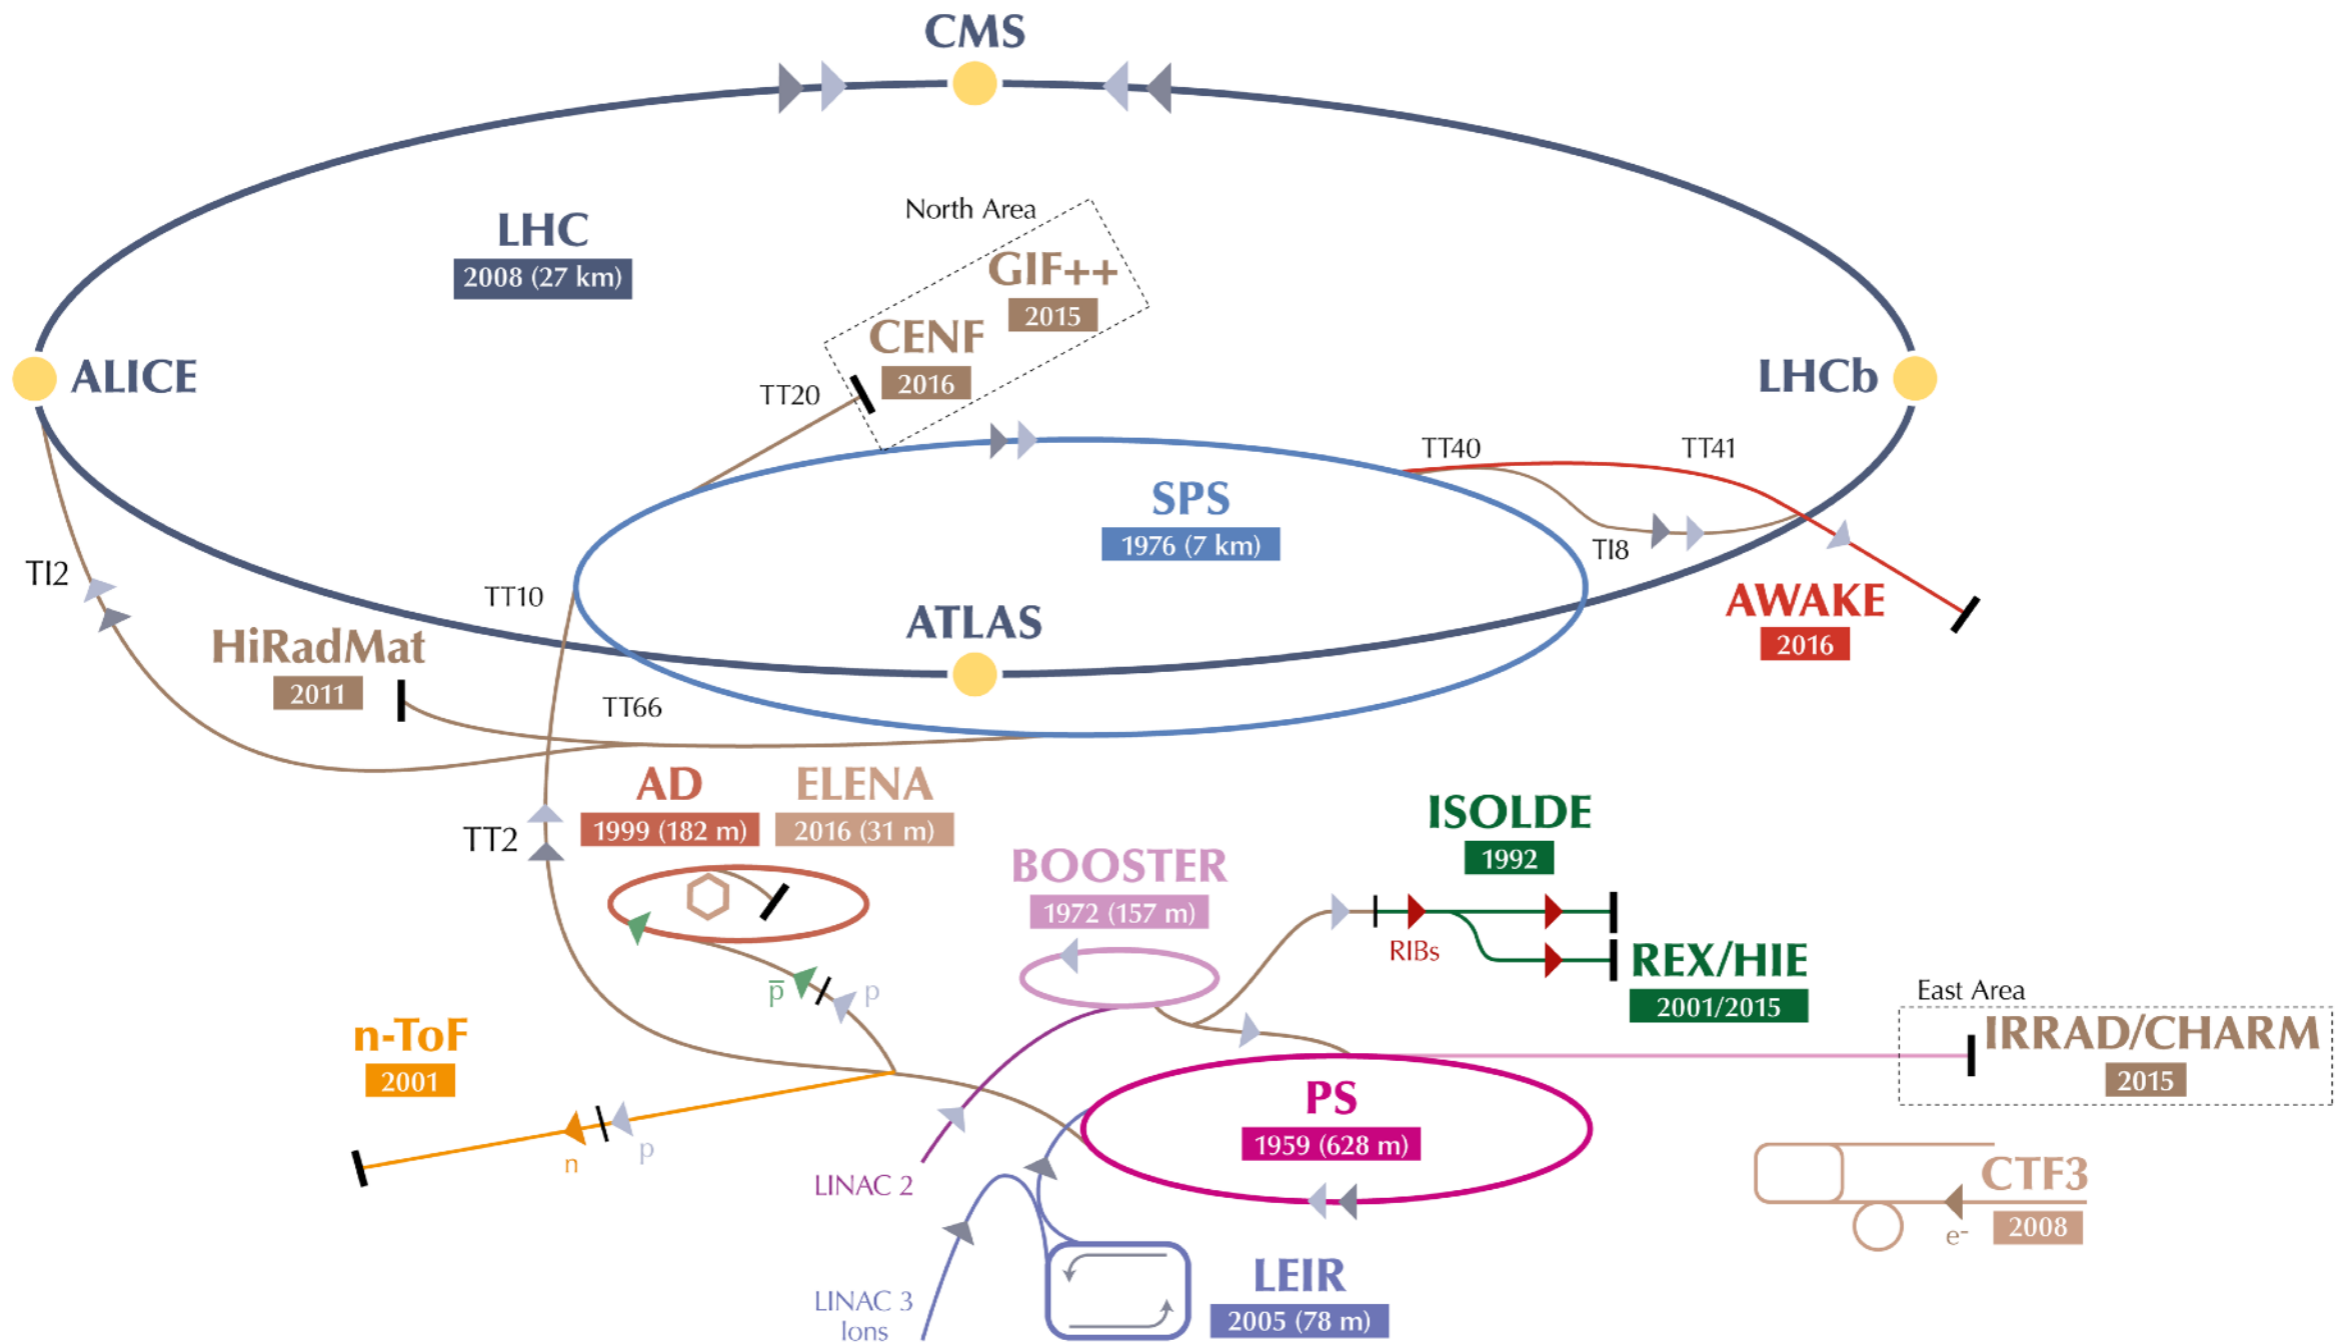 CMS
North Area
LHC
2008 (27 km)
GIF++
2015
CENF
2016
ALICE
LHCb
TT20
TT40
TT41
SPS
1976 (7 km)
TI8
TI2
TT10
AWAKE
2016
ATLAS
HiRadMat
2011
TT66
AD
1999 (182 m)
ELENA
2016 (31 m)
TT2
ISOLDE
1992
BOOSTER
1972 (157 m)
RIBs
REX/HIE
2001/2015
p̅
p
East Area
IRRAD/CHARM
2015
n-ToF
2001
n
p
PS
1959 (628 m)
LINAC 2
CTF3
2008
e-
LEIR
2005 (78 m)
LINAC 3
Ions